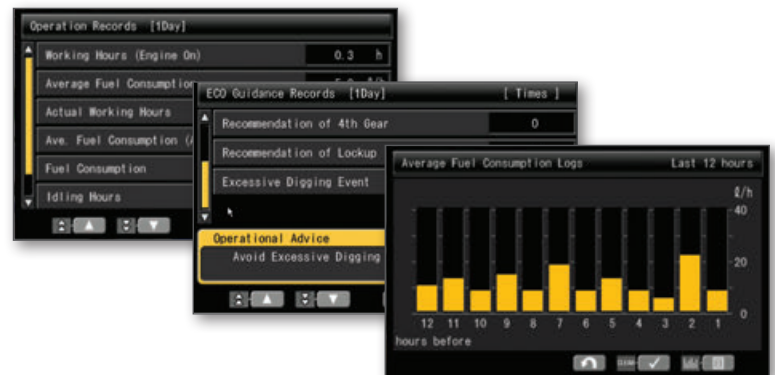 Operation Records [1Day]
Working Hours (Engine On) 0.3 h
Average Fuel Consumption
Actual Working Hours
Ave. Fuel Consumption
Fuel Consumption
Idling Hours
ECO Guidance Records [1Day] [ Times ]
Recommendation of 4th Gear 0
Recommendation of Lockup
Excessive Digging Event
Operational Advice
Avoid Excessive Digging
Average Fuel Consumption Logs Last 12 hours
ℓ/h
40
20
0
12 11 10 9 8 7 6 5 4 3 2 1
hours before